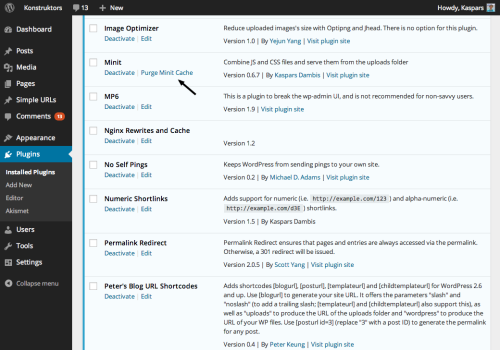 Konstruktors 13 + New Howdy, Kaspars
Dashboard
Posts
Media
Pages
Simple URLs
Comments 13
Appearance
Plugins
Installed Plugins
Add New
Editor
Akismet
Users
Tools
Settings
Collapse menu
Image Optimizer
Deactivate | Edit
Reduce uploaded images's size with Optipng and Jhead. There is no option for this plugin.
Version 1.0 | By Yejun Yang | Visit plugin site
Minit
Deactivate | Purge Minit Cache
Combine JS and CSS files and serve them from the uploads folder
Version 0.6.7 | By Kaspars Dambis | Visit plugin site
MP6
Deactivate | Edit
This is a plugin to break the wp-admin UI, and is not recommended for non-savvy users.
Version 1.9 | Visit plugin site
Nginx Rewrites and Cache
Deactivate | Edit
Version 1.2
No Self Pings
Deactivate | Edit
Keeps WordPress from sending pings to your own site.
Version 0.2 | By Michael D. Adams | Visit plugin site
Numeric Shortlinks
Deactivate | Edit
Adds support for numeric (i.e. http://example.com/123 ) and alpha-numeric (i.e.
http://example.com/d3E ) shortlinks.
Version 1.5 | By Kaspars Dambis
Permalink Redirect
Deactivate | Edit
Permalink Redirect ensures that pages and entries are always accessed via the permalink.
Otherwise, a 301 redirect will be issued.
Version 2.0.5 | By Scott Yang | Visit plugin site
Peter's Blog URL Shortcodes
Deactivate | Edit
Adds shortcodes [blogurl], [posturl], [templateurl] and [childtemplateurl] for WordPress 2.6
and up. Use [blogurl] to generate your site URL. It offers the parameters "slash" and
"noslash" (to add a trailing slash; [templateurl] and [childtemplateurl] also support this), as
well as "uploads" to produce the URL of the uploads folder and "wordpress" to produce the
URL of your WP files. Use [posturl id=3] (replace "3" with a post ID) to generate the permalink
for any post.
Version 0.4 | By Peter Keung | Visit plugin site